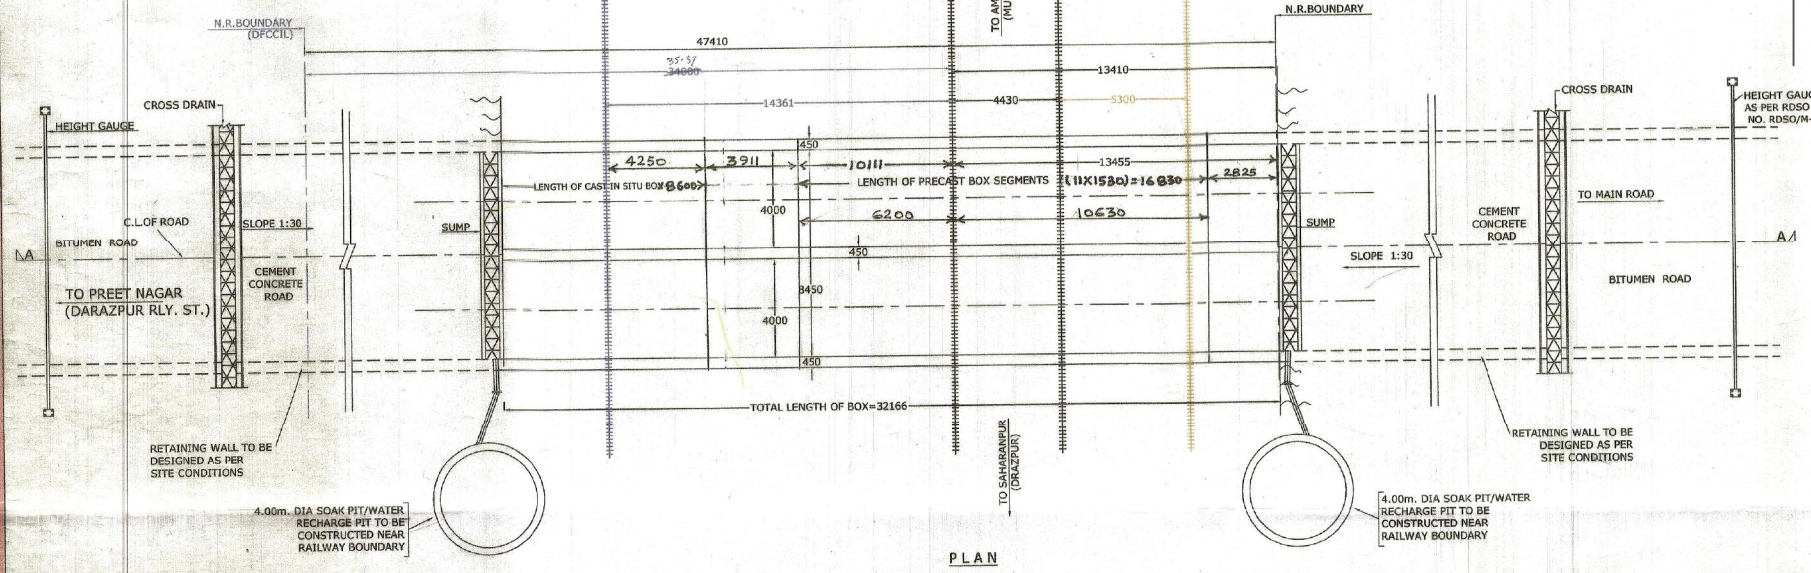 N.R.BOUNDARY
(DFCCIL)
TO AM
(MU
N.R.BOUNDARY
47410
35.37
34000
13410
14361
4430
5300
CROSS DRAIN
HEIGHT GAUGE
CROSS DRAIN
HEIGHT GAUG
AS PER RDSO
NO. RDSO/M-
450
4250
3911
10111
13455
2825
LENGTH OF CAST IN SITU BOX
8600
LENGTH OF PRECAST BOX SEGMENTS
(11X1530)=16830
4000
6200
10630
TO MAIN ROAD
C.L.OF ROAD
SLOPE 1:30
SUMP
SUMP
CEMENT
CONCRETE
ROAD
BITUMEN ROAD
A
A
450
SLOPE 1:30
CEMENT
CONCRETE
ROAD
BITUMEN ROAD
TO PREET NAGAR
(DARAZPUR RLY. ST.)
8450
4000
450
TOTAL LENGTH OF BOX=32166
RETAINING WALL TO BE
DESIGNED AS PER
SITE CONDITIONS
TO SAHARANPUR
(DRAZPUR)
RETAINING WALL TO BE
DESIGNED AS PER
SITE CONDITIONS
4.00m. DIA SOAK PIT/WATER
RECHARGE PIT TO BE
CONSTRUCTED NEAR
RAILWAY BOUNDARY
4.00m. DIA SOAK PIT/WATER
RECHARGE PIT TO BE
CONSTRUCTED NEAR
RAILWAY BOUNDARY
PLAN